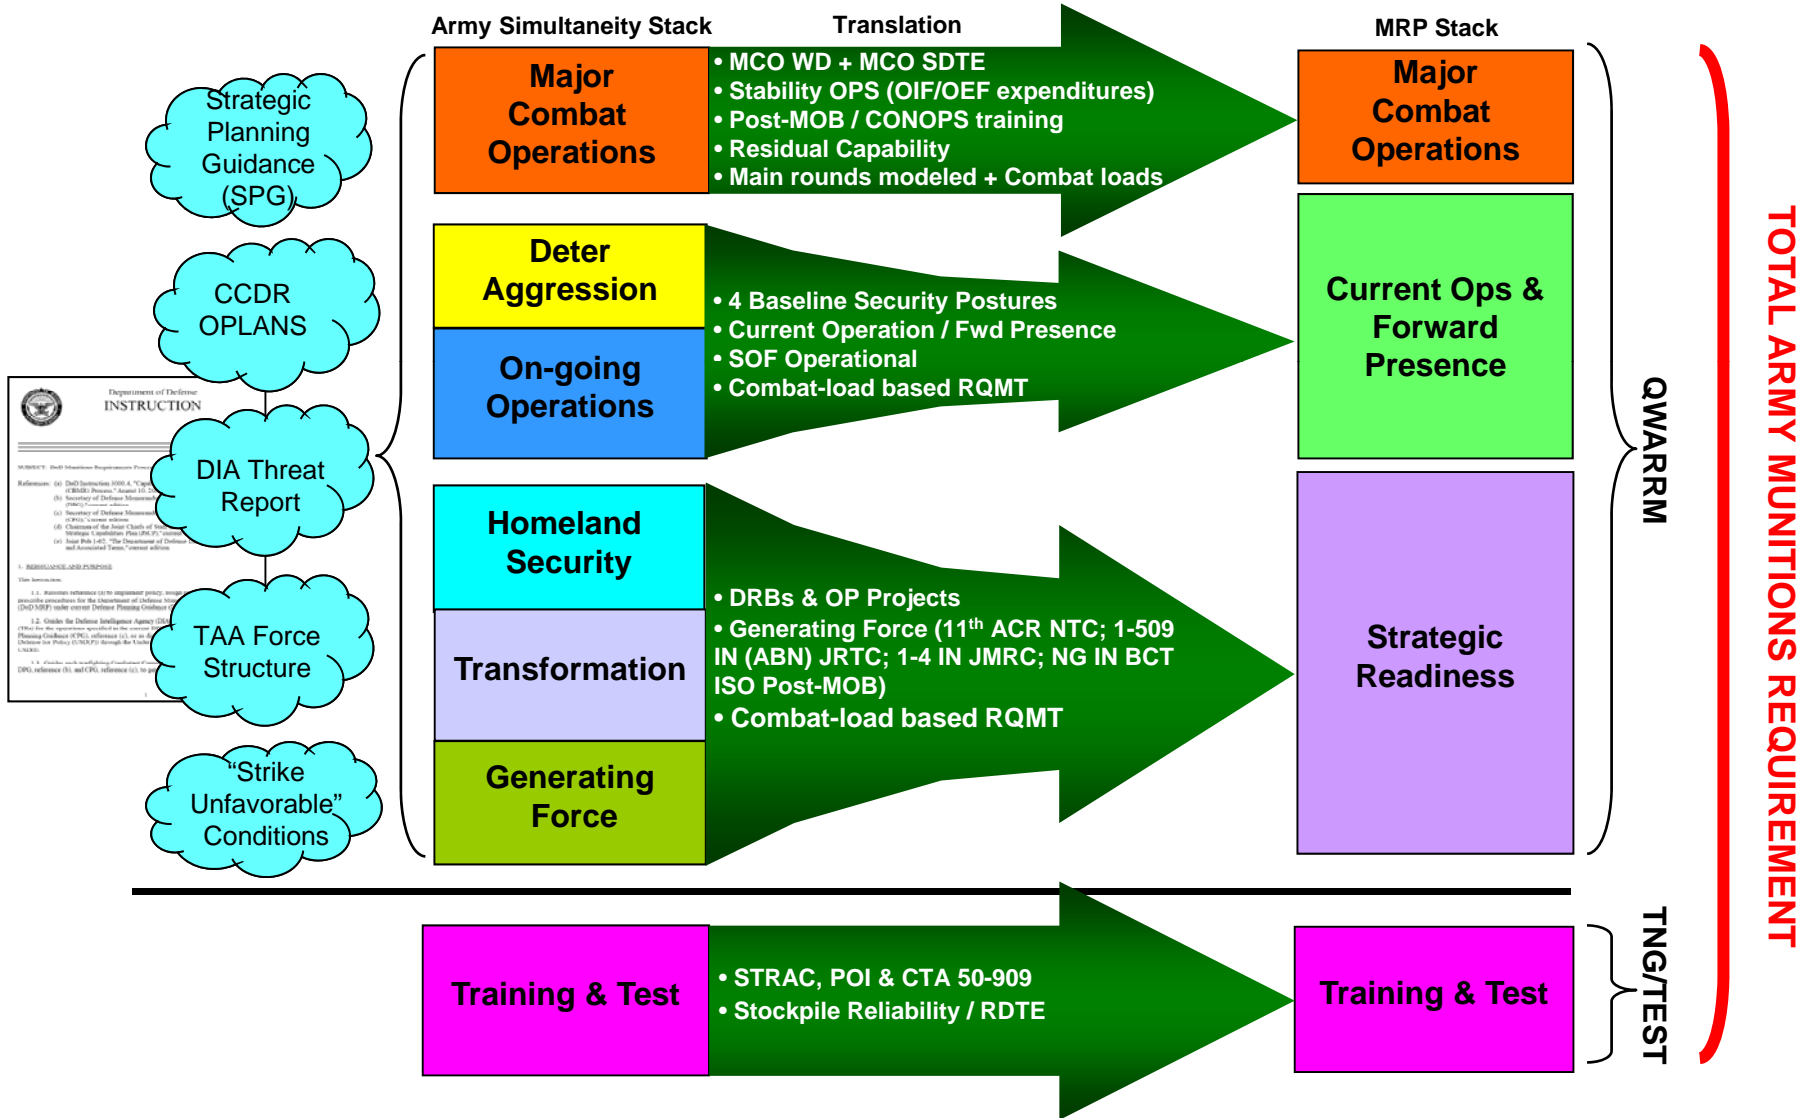 Army Simultaneity Stack
Translation
MRP Stack
Strategic
Planning
Guidance
(SPG)
CCDR
OPLANS
DIA Threat
Report
TAA Force
Structure
“Strike
Unfavorable”
Conditions
Department of Defense
INSTRUCTION
Major
Combat
Operations
• MCO WD + MCO SDTE
• Stability OPS (OIF/OEF expenditures)
• Post-MOB / CONOPS training
• Residual Capability
• Main rounds modeled + Combat loads
Major
Combat
Operations
Deter
Aggression
On-going
Operations
• 4 Baseline Security Postures
• Current Operation / Fwd Presence
• SOF Operational
• Combat-load based RQMT
Current Ops &
Forward
Presence
Homeland
Security
Transformation
Generating
Force
• DRBs & OP Projects
• Generating Force (11th ACR NTC; 1-509
IN (ABN) JRTC; 1-4 IN JMRC; NG IN BCT
ISO Post-MOB)
• Combat-load based RQMT
Strategic
Readiness
QWARRM
Training & Test
• STRAC, POI & CTA 50-909
• Stockpile Reliability / RDTE
Training & Test
TNG/TEST
TOTAL ARMY MUNITIONS REQUIREMENT